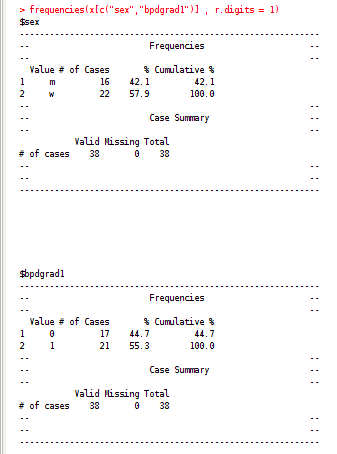 > frequencies(x[c("sex","bpdgrad1")] , r.digits = 1)
$sex
--------------------------------------------------
-- Frequencies --
-- --
Value # of Cases % Cumulative %
1 m 16 42.1 42.1
2 w 22 57.9 100.0
-- --
-- Case Summary --
-- --
Valid Missing Total
# of cases 38 0 38
-- --
-- --
--------------------------------------------------
$bpdgrad1
--------------------------------------------------
-- Frequencies --
-- --
Value # of Cases % Cumulative %
1 0 17 44.7 44.7
2 1 21 55.3 100.0
-- --
-- Case Summary --
-- --
Valid Missing Total
# of cases 38 0 38
-- --
-- --
--------------------------------------------------